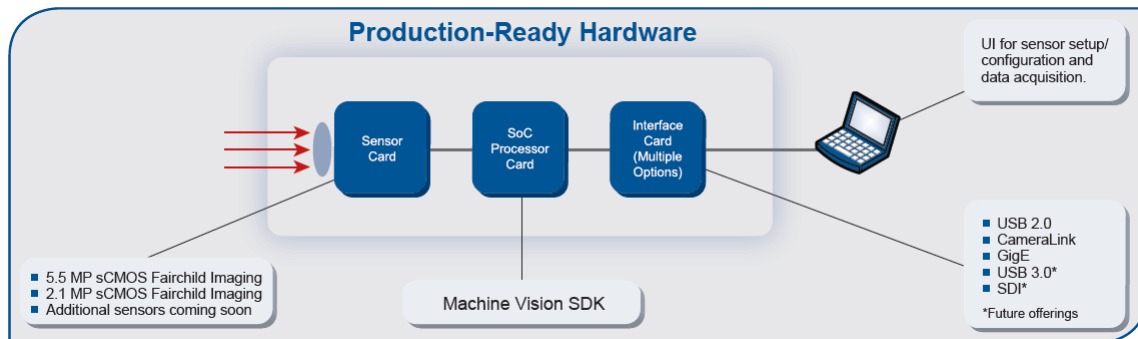 Production-Ready Hardware
UI for sensor setup/
configuration and
data acquisition.
Sensor
Card
SoC
Processor
Card
Interface
Card
(Multiple
Options)
5.5 MP sCMOS Fairchild Imaging
2.1 MP sCMOS Fairchild Imaging
Additional sensors coming soon
Machine Vision SDK
USB 2.0
CameraLink
GigE
USB 3.0*
SDI*
*Future offerings